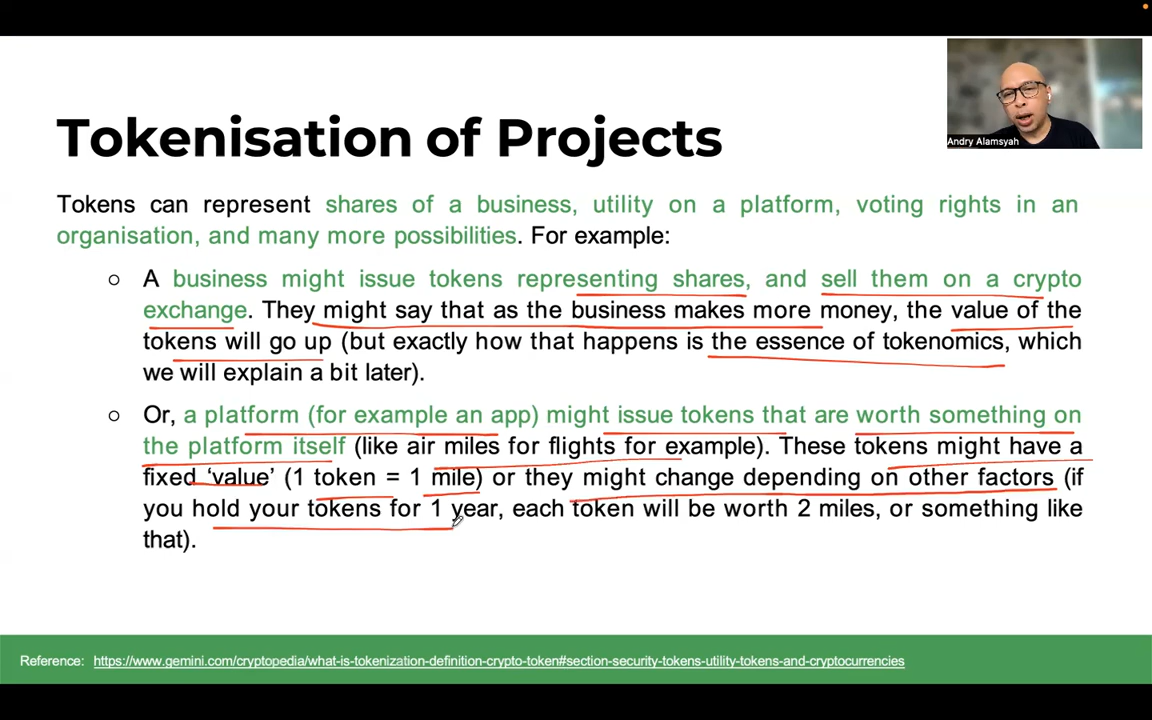 Andry Alamsyah
Tokenisation of Projects
Tokens can represent shares of a business, utility on a platform, voting rights in an
organisation, and many more possibilities. For example:
○ A business might issue tokens representing shares, and sell them on a crypto
exchange. They might say that as the business makes more money, the value of the
tokens will go up (but exactly how that happens is the essence of tokenomics, which
we will explain a bit later).
○ Or, a platform (for example an app) might issue tokens that are worth something on
the platform itself (like air miles for flights for example). These tokens might have a
fixed ‘value’ (1 token = 1 mile) or they might change depending on other factors (if
you hold your tokens for 1 year, each token will be worth 2 miles, or something like
that).
Reference: https://www.gemini.com/cryptopedia/what-is-tokenization-definition-crypto-token#section-security-tokens-utility-tokens-and-cryptocurrencies